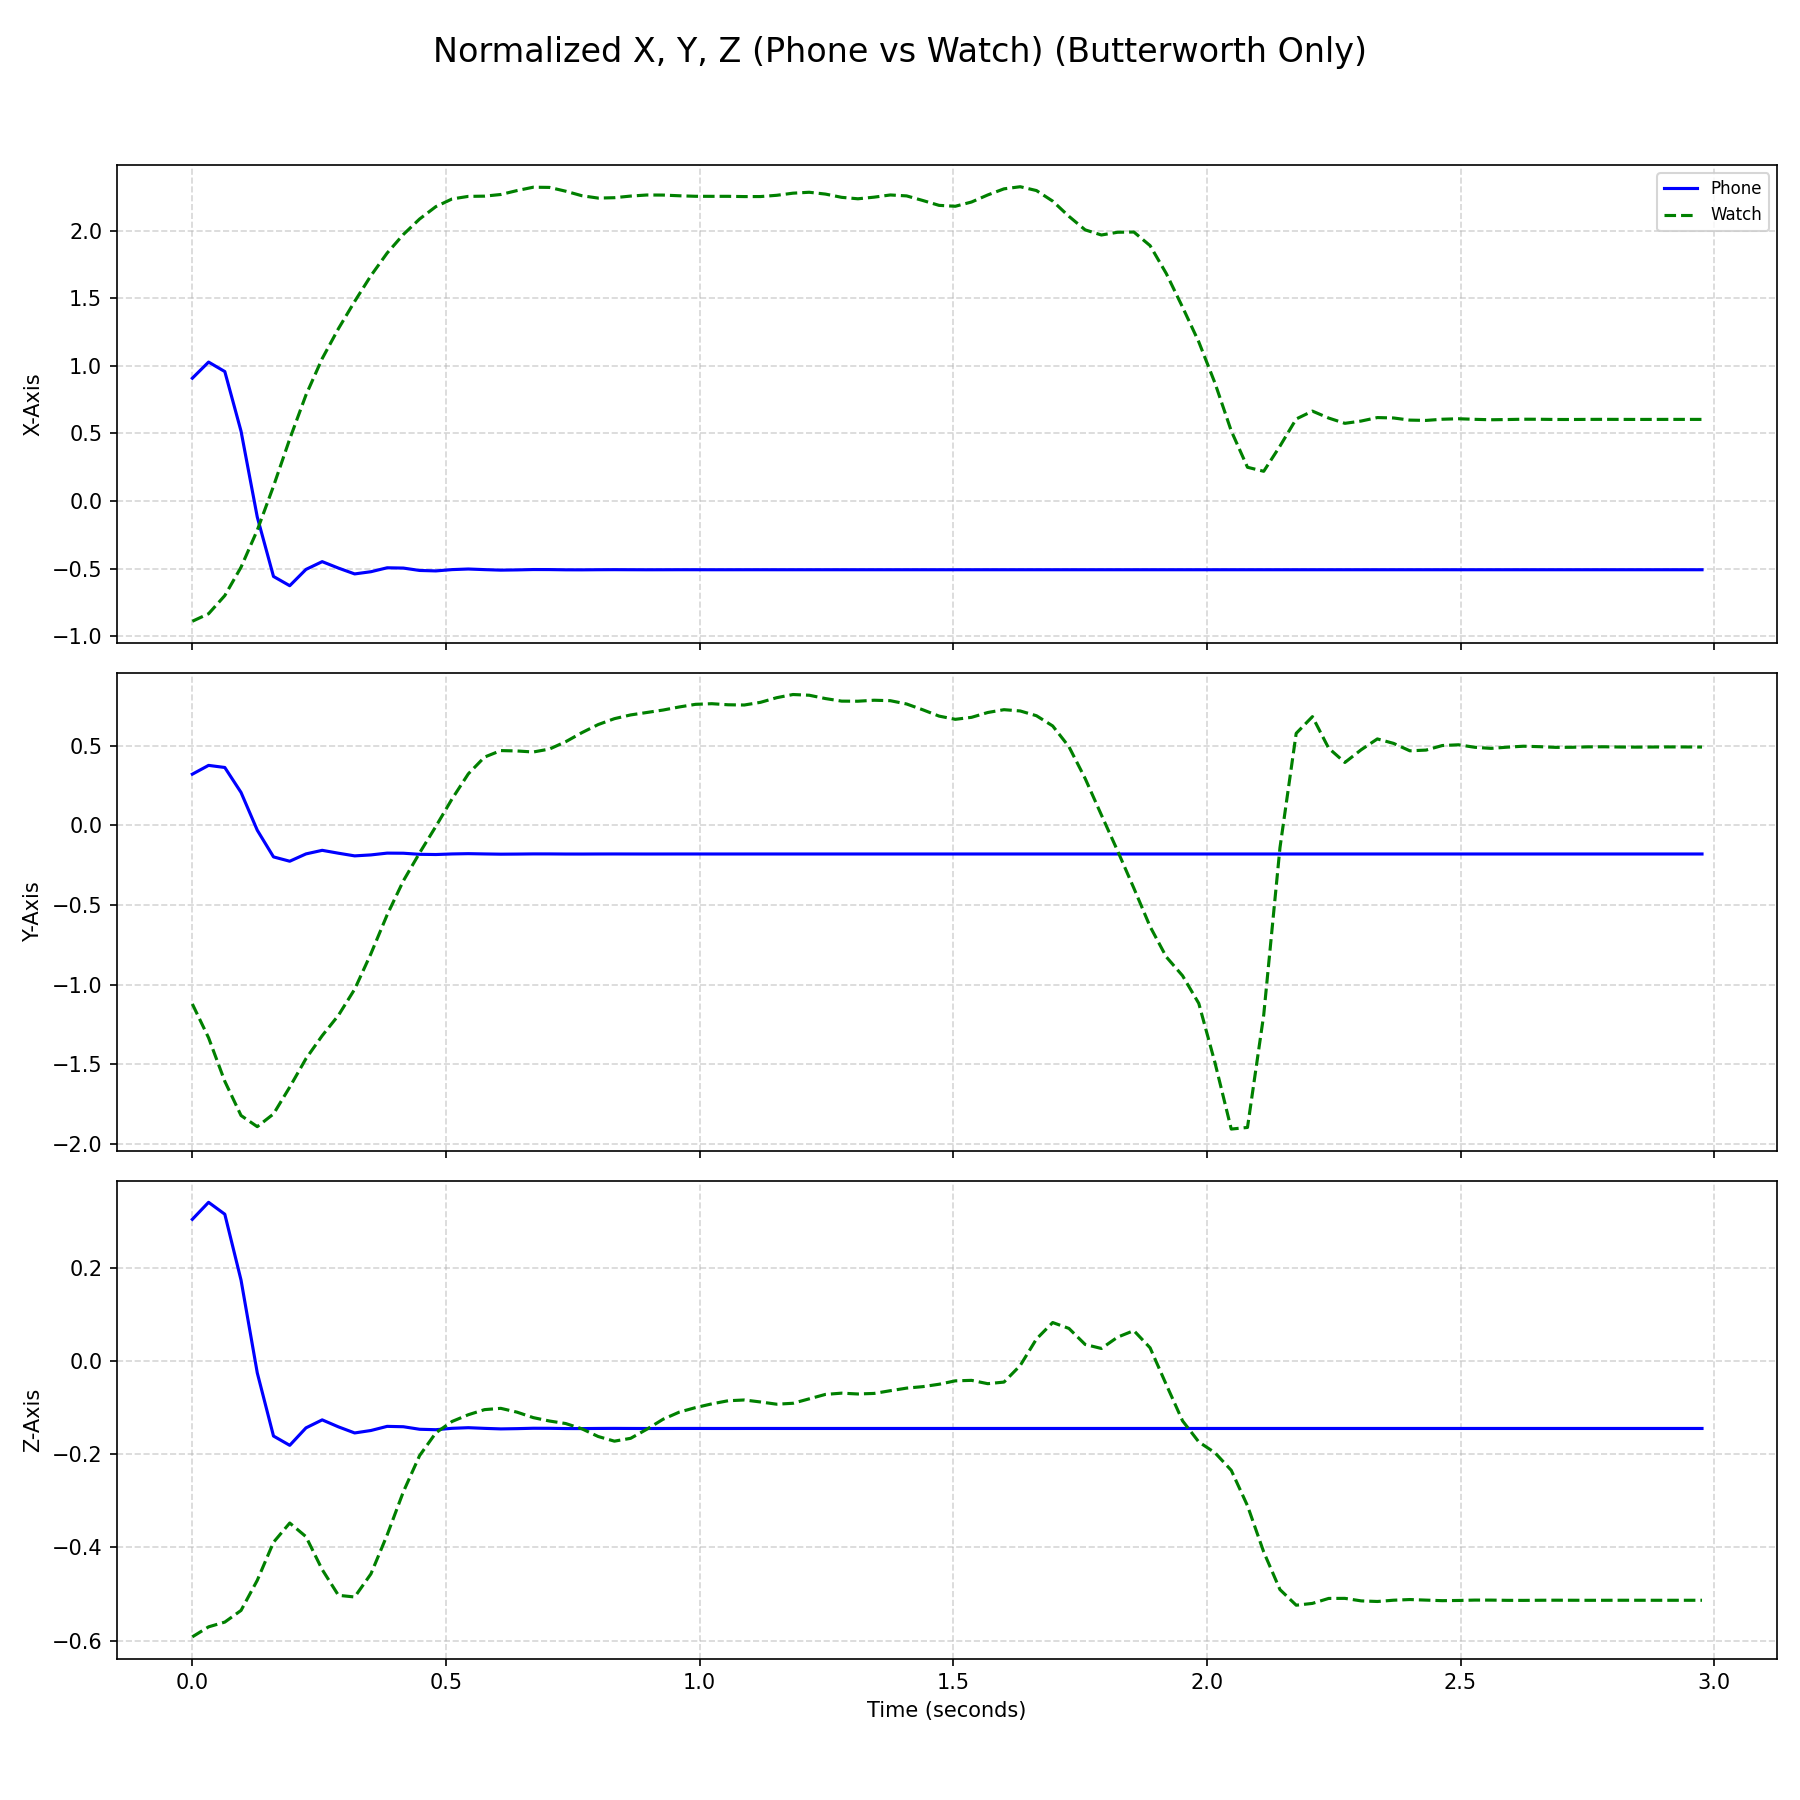 Normalized X, Y, Z (Phone vs Watch) (Butterworth Only)
Phone
Watch
X-Axis
2.0
1.5
1.0
0.5
0.0
−0.5
−1.0
Y-Axis
0.5
0.0
−0.5
−1.0
−1.5
−2.0
Z-Axis
0.2
0.0
−0.2
−0.4
−0.6
0.0 0.5 1.0 1.5 2.0 2.5 3.0
Time (seconds)